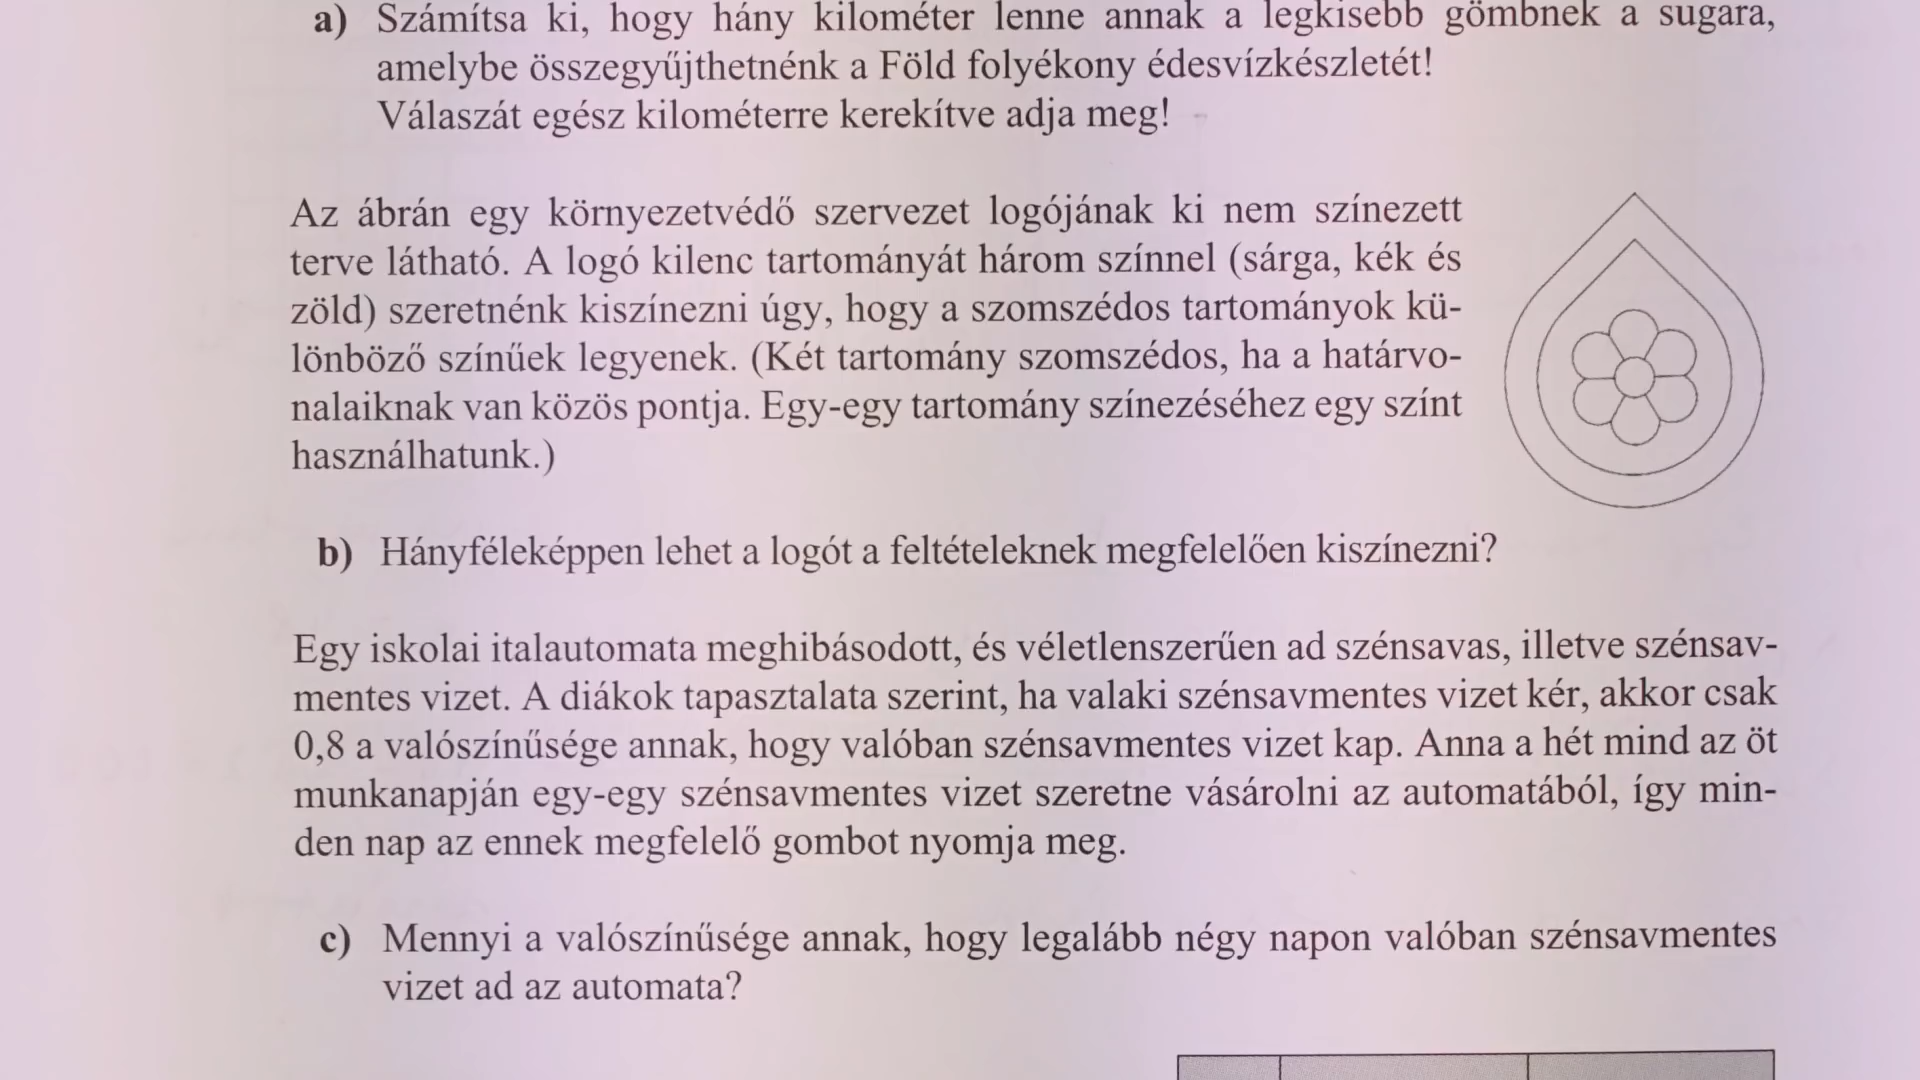 a) Számítsa ki, hogy hány kilométer lenne annak a legkisebb gömbnek a sugara,
amelybe összegyűjthetnénk a Föld folyékony édesvízkészletét!
Válaszát egész kilométerre kerekítve adja meg!
Az ábrán egy környezetvédő szervezet logójának ki nem színezett
terve látható. A logó kilenc tartományát három színnel (sárga, kék és
zöld) szeretnénk kiszínezni úgy, hogy a szomszédos tartományok kü-
lönböző színűek legyenek. (Két tartomány szomszédos, ha a határvo-
nalaiknak van közös pontja. Egy-egy tartomány színezéséhez egy színt
használhatunk.)
b) Hányféleképpen lehet a logót a feltételeknek megfelelően kiszínezni?
Egy iskolai italautomata meghibásodott, és véletlenszerűen ad szénsavas, illetve szénsav-
mentes vizet. A diákok tapasztalata szerint, ha valaki szénsavmentes vizet kér, akkor csak
0,8 a valószínűsége annak, hogy valóban szénsavmentes vizet kap. Anna a hét mind az öt
munkanapján egy-egy szénsavmentes vizet szeretne vásárolni az automatából, így min-
den nap az ennek megfelelő gombot nyomja meg.
c) Mennyi a valószínűsége annak, hogy legalább négy napon valóban szénsavmentes
vizet ad az automata?